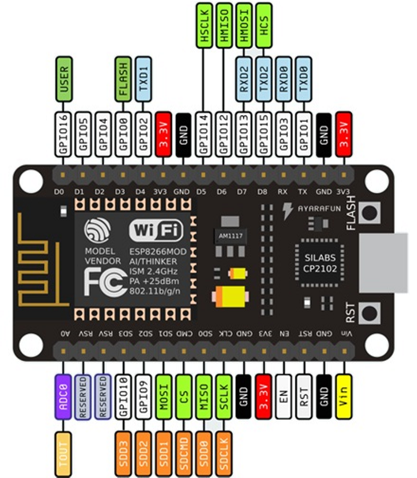 HSCLK HMISO HMOSI HCS
USER FLASH TXD1 RXD2 TXD2 RXD0 TXD0
GPIO16 GPIO5 GPIO4 GPIO0 GPIO2 3.3V GND GPIO14 GPIO12 GPIO13 GPIO15 GPIO3 GPIO1 GND 3.3V
D0 D1 D2 D3 D4 3V3 GND D5 D6 D7 D8 RX TX GND 3V3
FLASH
AYARAFUN
WiFi
MODEL
VENDOR
FCC
ESP8266MOD
AI/THINKER
ISM 2.4GHz
PA +25dBm
802.11b/g/n
AM1117
SILABS
CP2102
RST
A0 RSV RSV SD3 SD2 SD1 CMD SD0 CLK GND 3V3 EN RST GND Vin
ADC0 RESERVED RESERVED GPIO10 GPIO9 MOSI CS MISO SCLK GND 3.3V EN RST GND Vin
TOUT SDD3 SDD2 SDD1 SDCMD SDD0 SDCLK